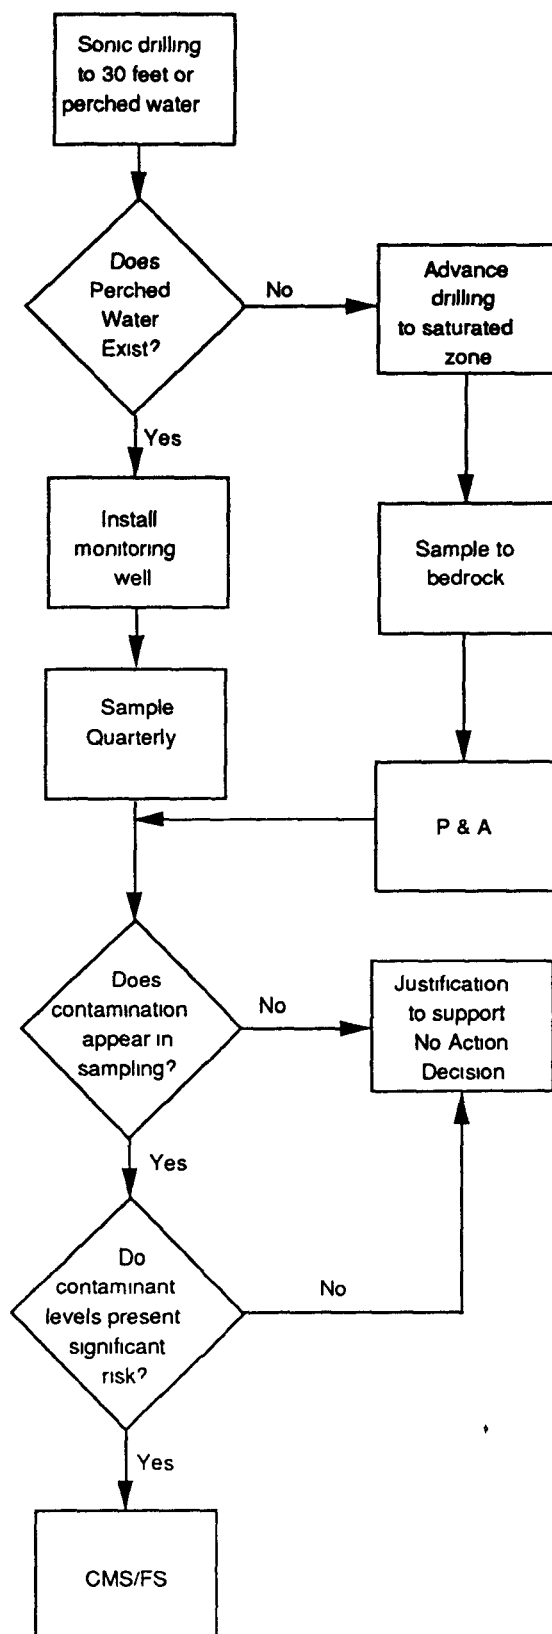 Sonic drilling
to 30 feet or
perched water
Does
Perched
Water
Exist?
No
Advance
drilling
to saturated
zone
Yes
Install
monitoring
well
Sample to
bedrock
Sample
Quarterly
P & A
Does
contamination
appear in
sampling?
No
Justification
to support
No Action
Decision
Yes
Do
contaminant
levels present
significant
risk?
No
Yes
CMS/FS